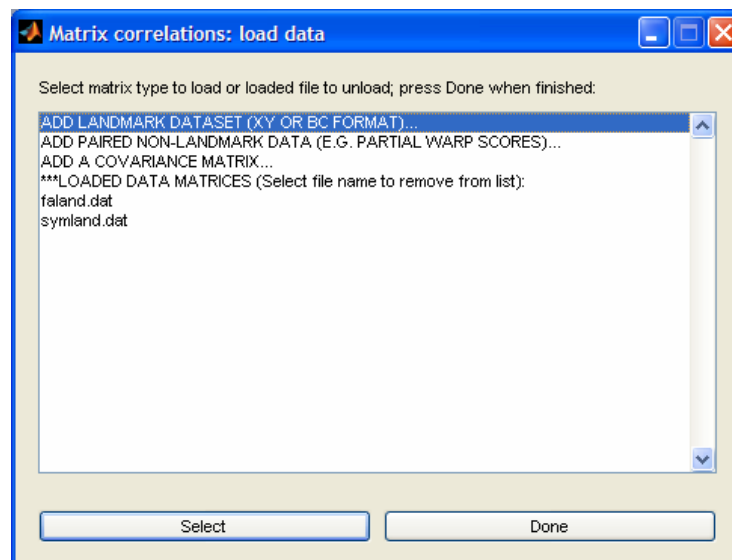 Matrix correlations: load data
Select matrix type to load or loaded file to unload; press Done when finished:
ADD LANDMARK DATASET (XY OR BC FORMAT)...
ADD PAIRED NON-LANDMARK DATA (E.G. PARTIAL WARP SCORES)...
ADD A COVARIANCE MATRIX...
***LOADED DATA MATRICES (Select file name to remove from list):
faland.dat
symland.dat
Select
Done